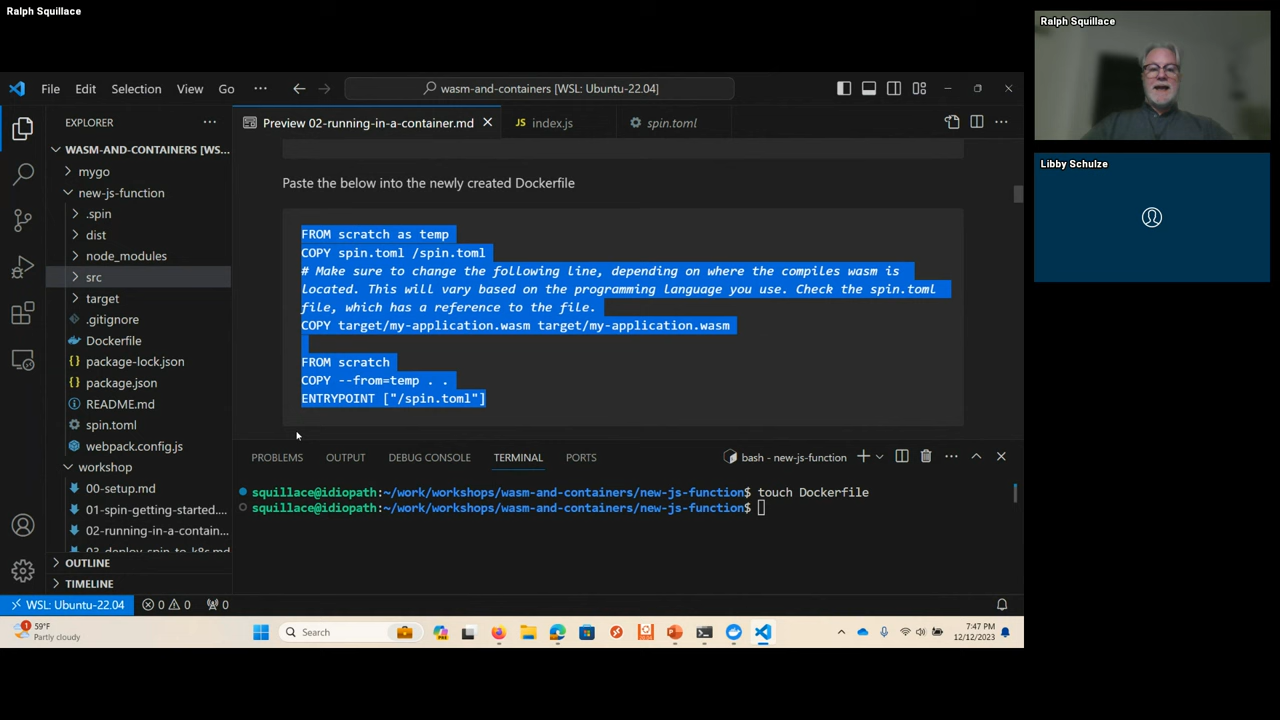 Ralph Squillace
Ralph Squillace
Libby Schulze
File Edit Selection View Go ...
wasm-and-containers [WSL: Ubuntu-22.04]
EXPLORER
Preview 02-running-in-a-container.md
JS index.js
spin.toml
WASM-AND-CONTAINERS [WS...
mygo
new-js-function
.spin
dist
node_modules
src
target
.gitignore
Dockerfile
{} package-lock.json
{} package.json
README.md
spin.toml
webpack.config.js
workshop
00-setup.md
01-spin-getting-started....
02-running-in-a-contain...
03_deploy_spin_to_k8s.md
OUTLINE
TIMELINE
Paste the below into the newly created Dockerfile
FROM scratch as temp
COPY spin.toml /spin.toml
# Make sure to change the following line, depending on where the compiles wasm is
located. This will vary based on the programming language you use. Check the spin.toml
file, which has a reference to the file.
COPY target/my-application.wasm target/my-application.wasm
FROM scratch
COPY --from=temp . .
ENTRYPOINT ["/spin.toml"]
PROBLEMS OUTPUT DEBUG CONSOLE TERMINAL PORTS
bash - new-js-function
squillace@idiopath:~/work/workshops/wasm-and-containers/new-js-function$ touch Dockerfile
squillace@idiopath:~/work/workshops/wasm-and-containers/new-js-function$
WSL: Ubuntu-22.04 0 0 0
1
59°F
Partly cloudy
Search
7:47 PM
12/12/2023